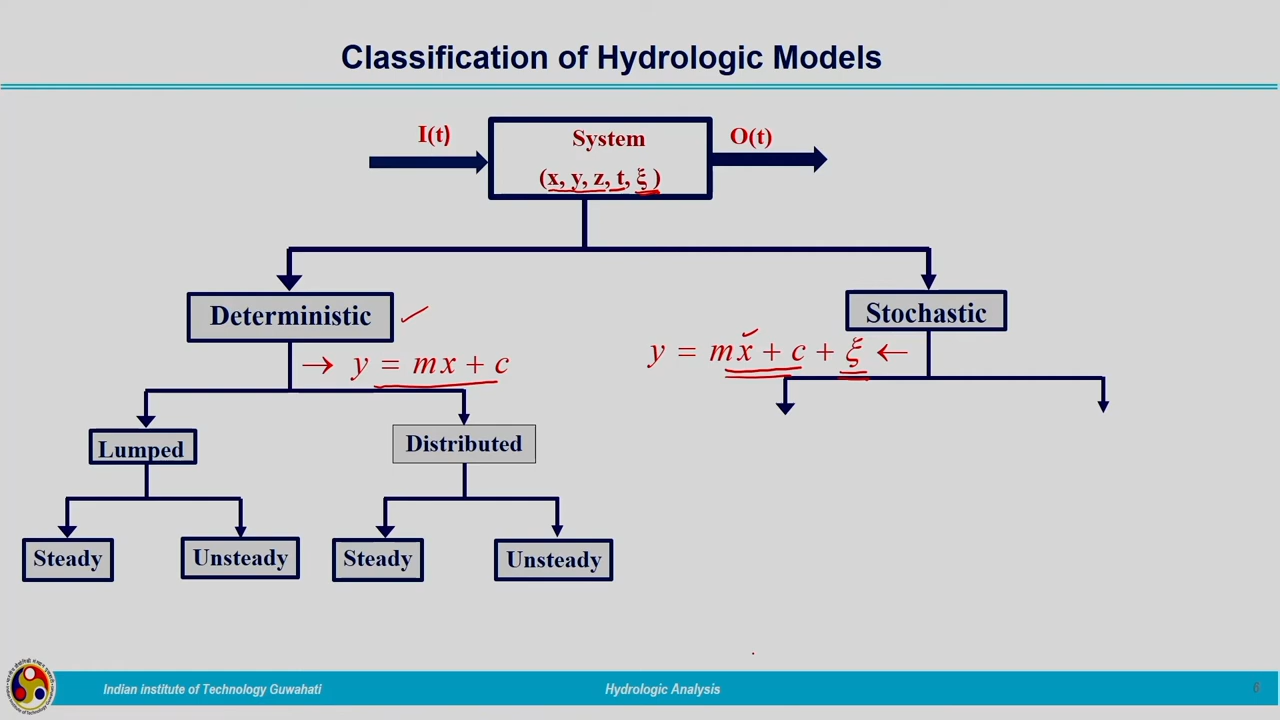 Classification of Hydrologic Models
I(t)
System
O(t)
(x, y, z, t, ξ )
Deterministic
Stochastic
→ y = mx + c
y = mx + c + ξ ←
Lumped
Distributed
Steady
Unsteady
Steady
Unsteady
Indian institute of Technology Guwahati
Hydrologic Analysis
6